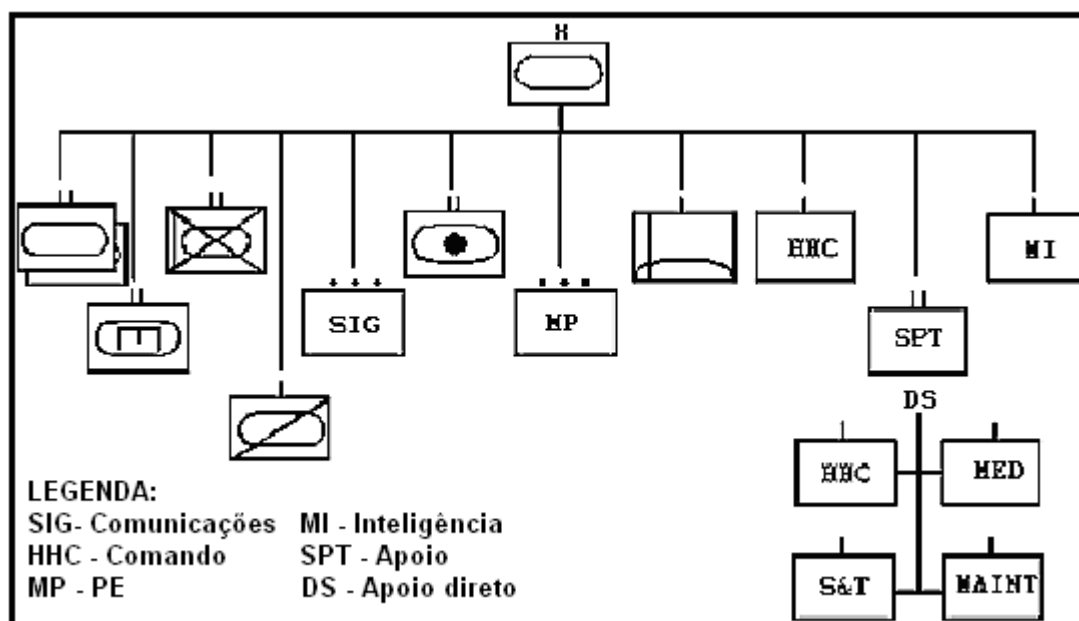 X
SIG
MP
HHC
MI
SPT
DS
HHC
MED
S&T
MAINT
LEGENDA:
SIG- Comunicações MI - Inteligência
HHC - Comando SPT - Apoio
MP - PE DS - Apoio direto